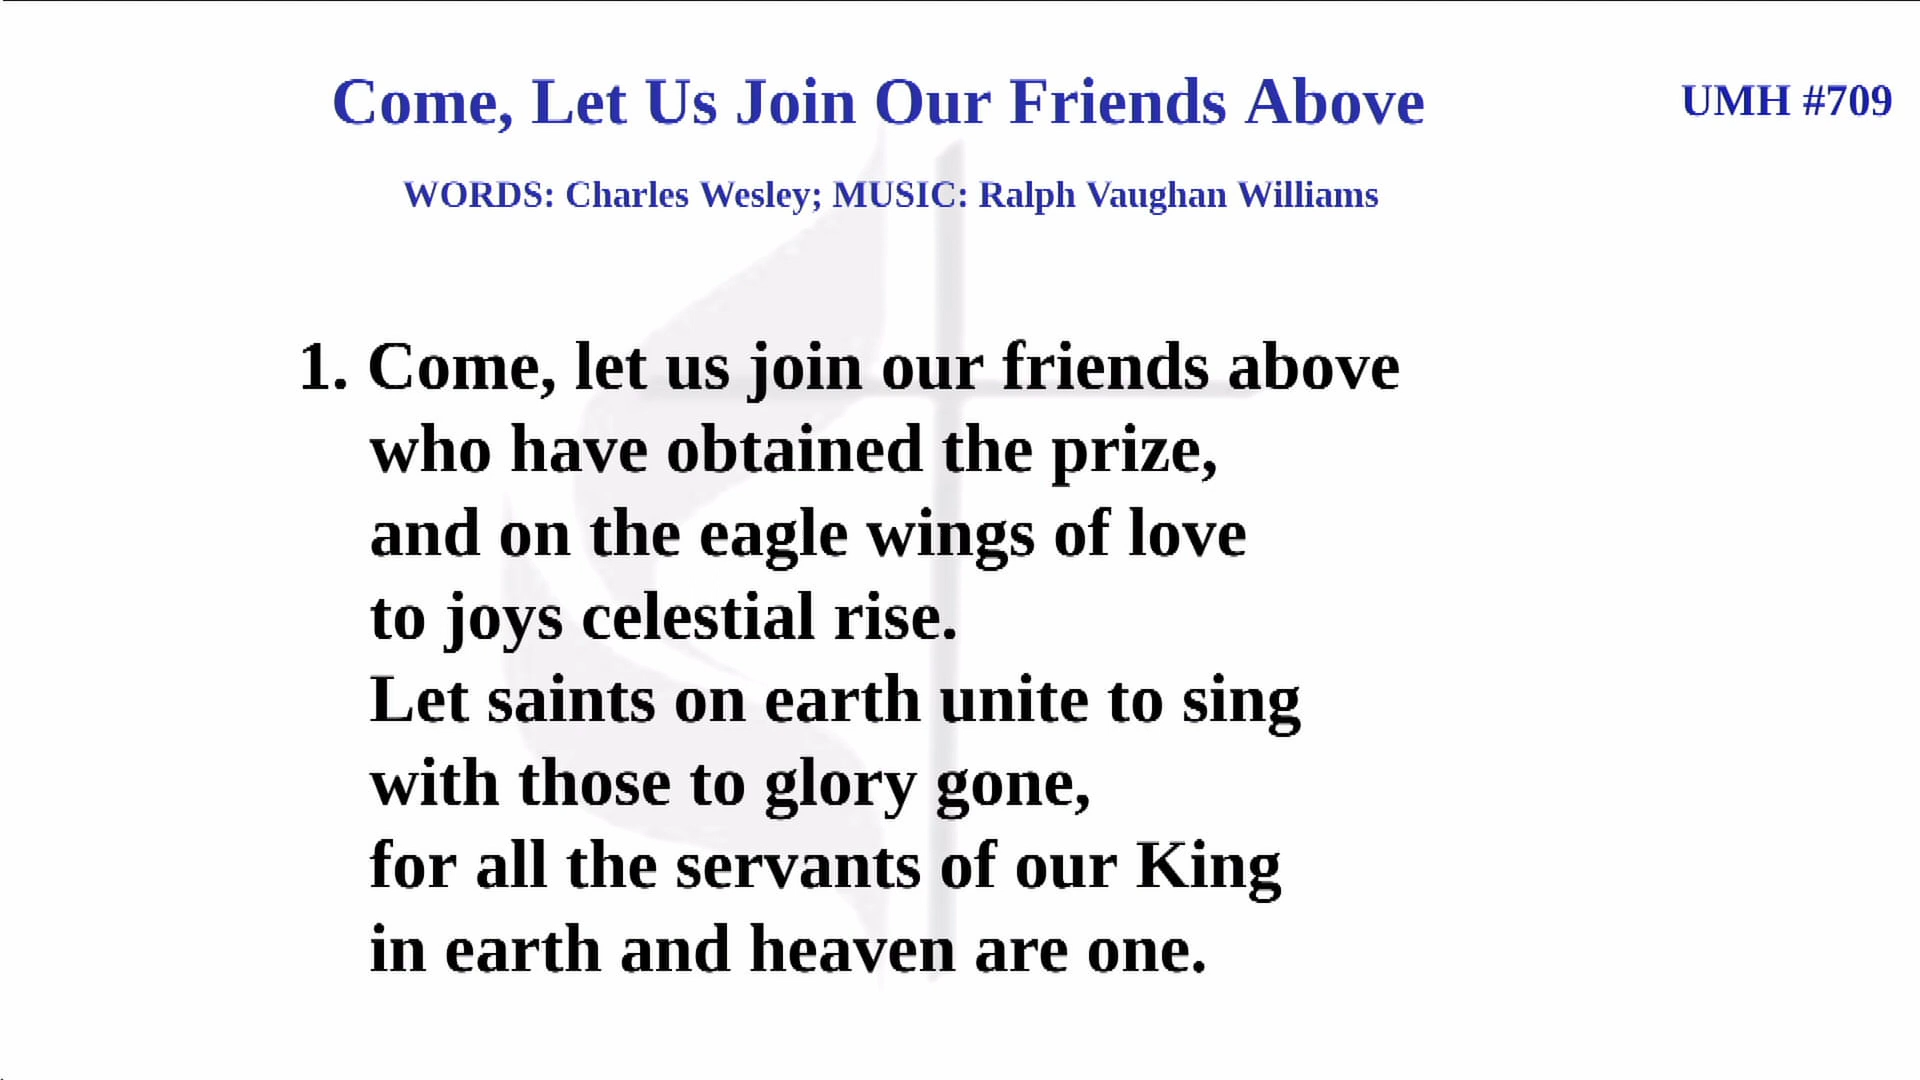 Come, Let Us Join Our Friends Above
UMH #709
WORDS: Charles Wesley; MUSIC: Ralph Vaughan Williams
1. Come, let us join our friends above
who have obtained the prize,
and on the eagle wings of love
to joys celestial rise.
Let saints on earth unite to sing
with those to glory gone,
for all the servants of our King
in earth and heaven are one.